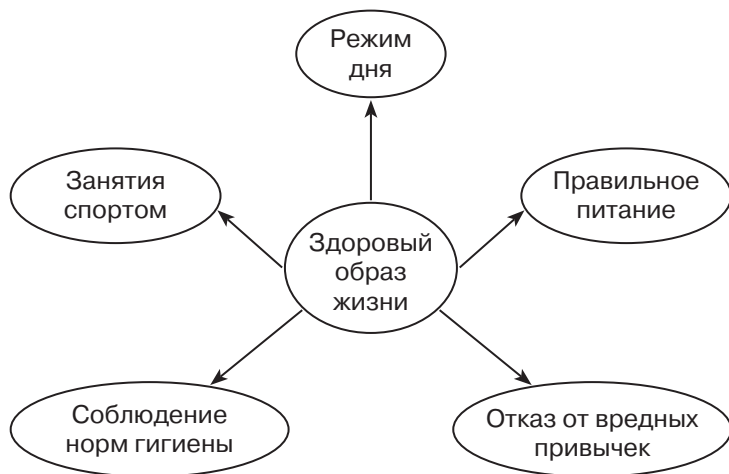 Режим
дня
Занятия
спортом
Правильное
питание
Здоровый
образ
жизни
Соблюдение
норм гигиены
Отказ от вредных
привычек